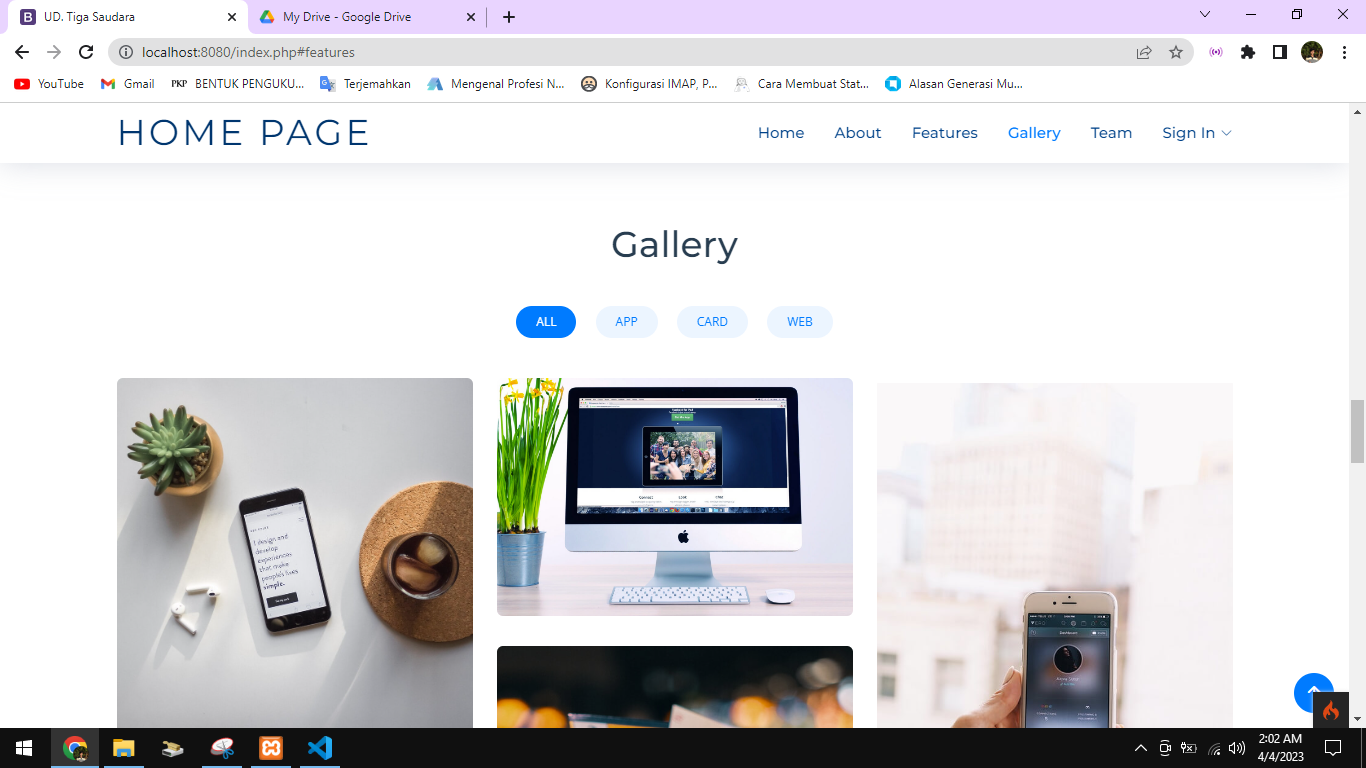 UD. Tiga Saudara
My Drive - Google Drive
localhost:8080/index.php#features
YouTube
Gmail
PKP BENTUK PENGUKU...
Terjemahkan
Mengenal Profesi N...
Konfigurasi IMAP, P...
Cara Membuat Stat...
Alasan Generasi Mu...
HOME PAGE
Home About Features Gallery Team Sign In
Gallery
ALL APP CARD WEB
I design and
develop
experiences
that make
people's lives
simple.
Dashboard
2:02 AM
4/4/2023